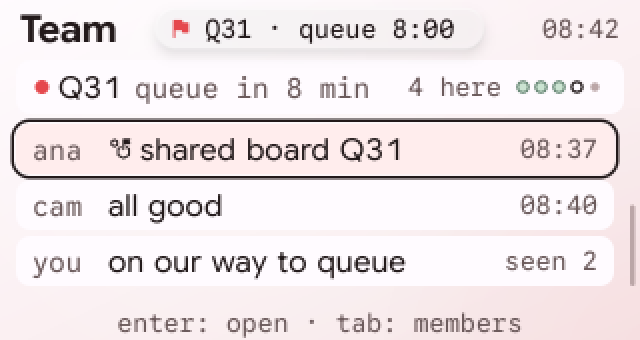 Team Q31 · queue 8:00 08:42
Q31 queue in 8 min 4 here
ana shared board Q31 08:37
cam all good 08:40
you on our way to queue seen 2
enter: open · tab: members